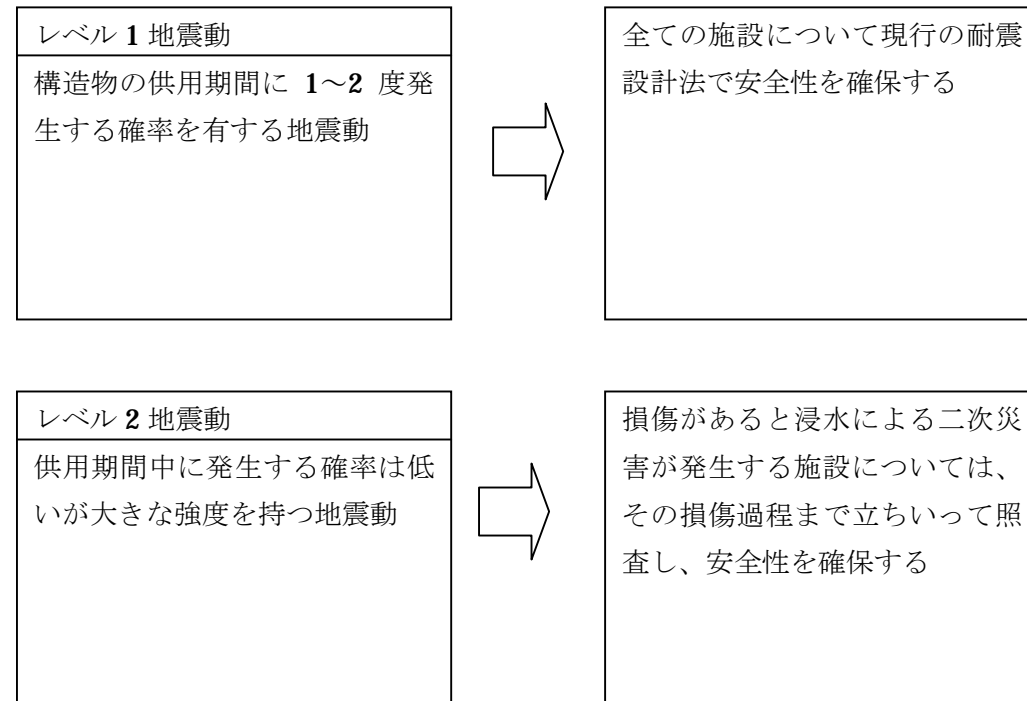 レベル 1 地震動
構造物の供用期間に 1～2 度発
生する確率を有する地震動
全ての施設について現行の耐震
設計法で安全性を確保する
レベル 2 地震動
供用期間中に発生する確率は低
いが大きな強度を持つ地震動
損傷があると浸水による二次災
害が発生する施設については、
その損傷過程まで立ちいって照
査し、安全性を確保する